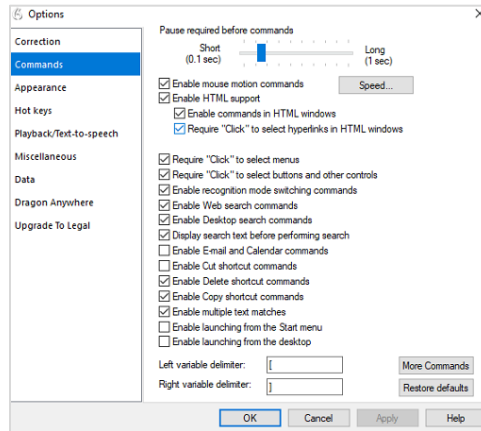 Options
Correction
Commands
Appearance
Hot keys
Playback/Text-to-speech
Miscellaneous
Data
Dragon Anywhere
Upgrade To Legal
Pause required before commands
Short
(0.1 sec)
Long
(1 sec)
Enable mouse motion commands
Speed...
Enable HTML support
Enable commands in HTML windows
Require "Click" to select hyperlinks in HTML windows
Require "Click" to select menus
Require "Click" to select buttons and other controls
Enable recognition mode switching commands
Enable Web search commands
Enable Desktop search commands
Display search text before performing search
Enable E-mail and Calendar commands
Enable Cut shortcut commands
Enable Delete shortcut commands
Enable Copy shortcut commands
Enable multiple text matches
Enable launching from the Start menu
Enable launching from the desktop
Left variable delimiter: [
More Commands
Right variable delimiter: ]
Restore defaults
OK Cancel Apply Help